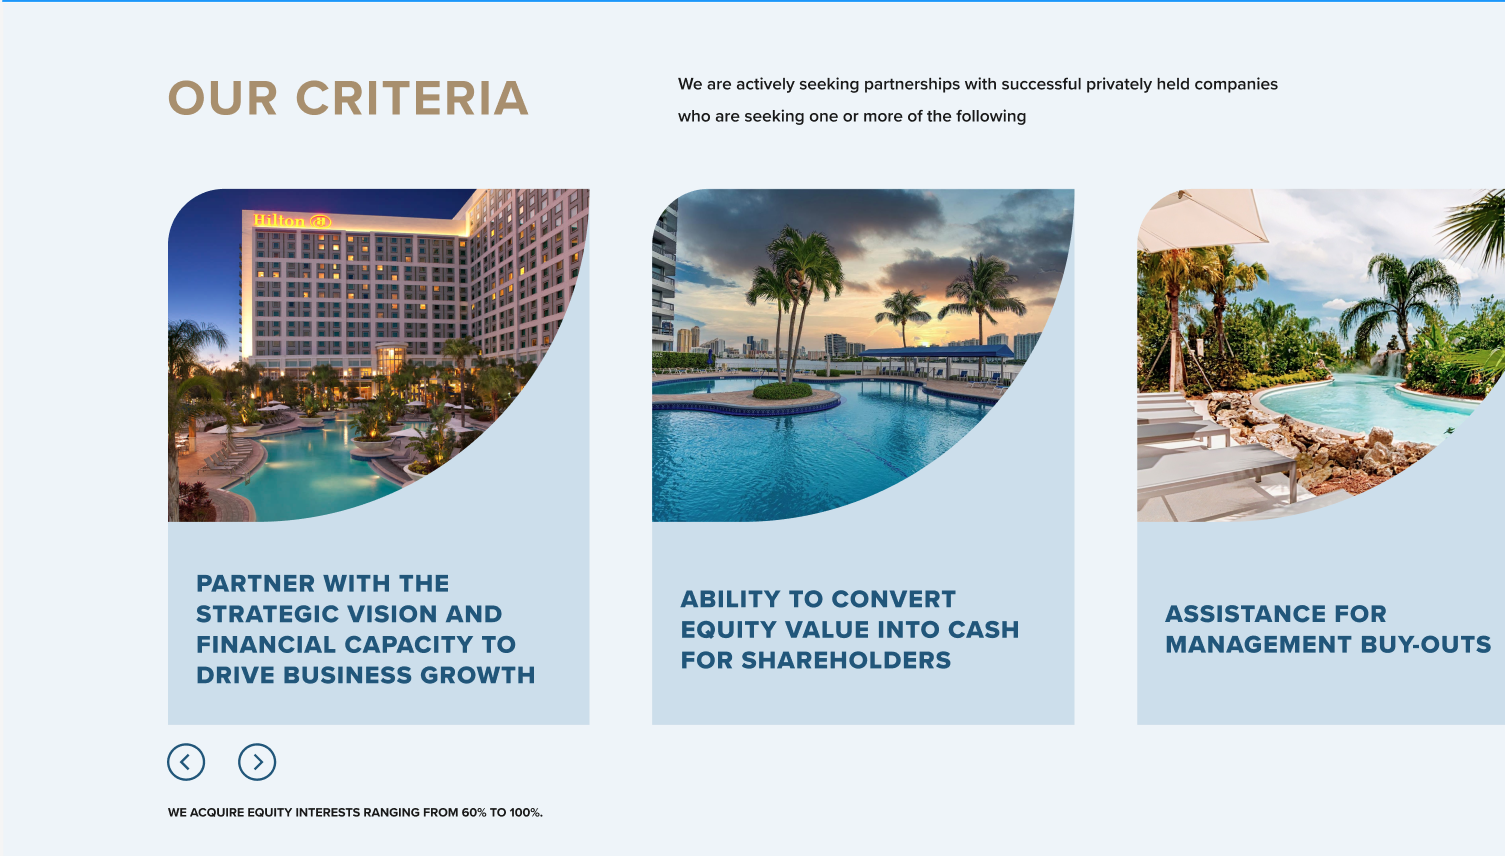 OUR CRITERIA
We are actively seeking partnerships with successful privately held companies
who are seeking one or more of the following
Hilton
PARTNER WITH THE
STRATEGIC VISION AND
FINANCIAL CAPACITY TO
DRIVE BUSINESS GROWTH
ABILITY TO CONVERT
EQUITY VALUE INTO CASH
FOR SHAREHOLDERS
ASSISTANCE FOR
MANAGEMENT BUY-OUTS
WE ACQUIRE EQUITY INTERESTS RANGING FROM 60% TO 100%.